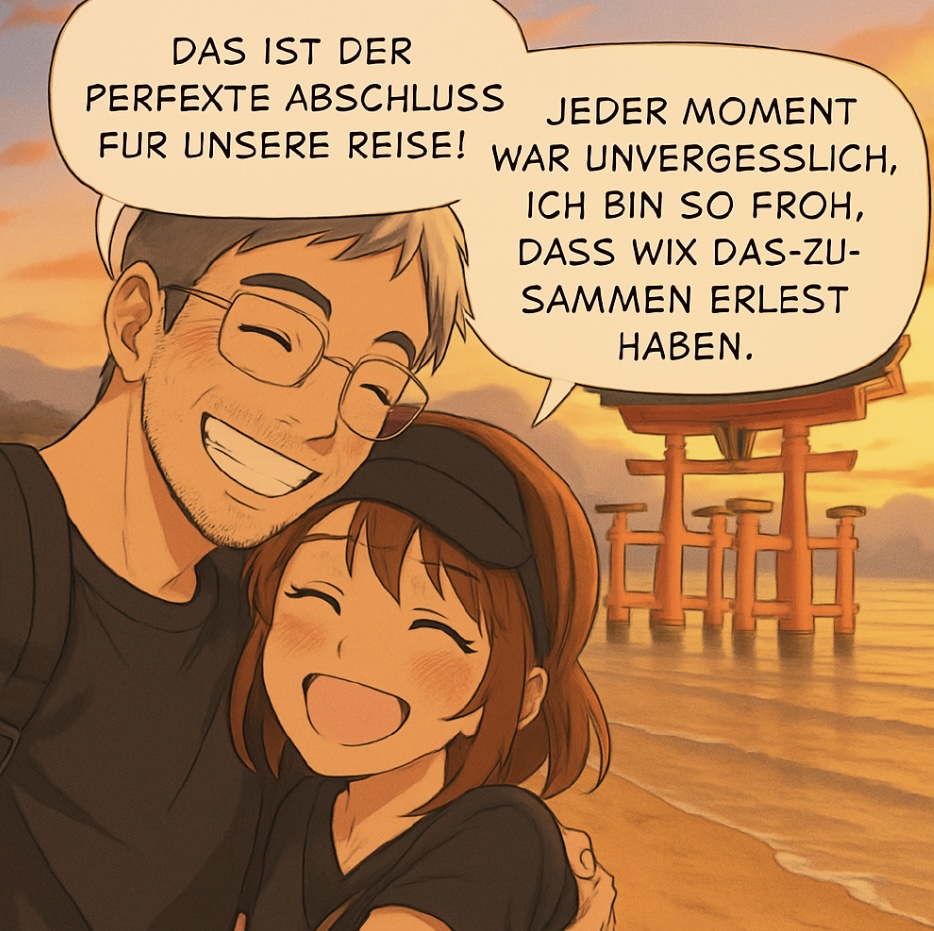 DAS IST DER
PERFEXTE ABSCHLUSS
FUR UNSERE REISE!
JEDER MOMENT
WAR UNVERGESSLICH,
ICH BIN SO FROH,
DASS WIX DAS-ZU-
SAMMEN ERLEST
HABEN.